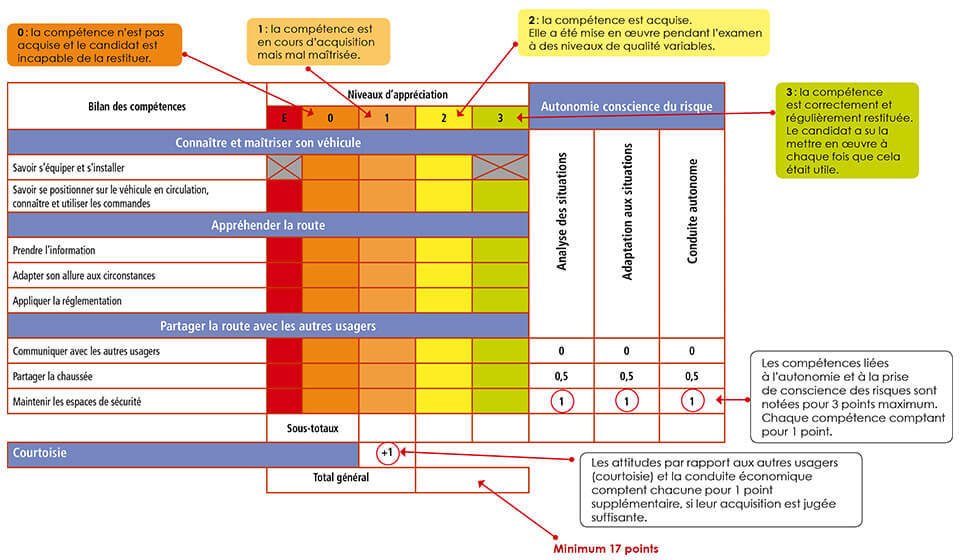 0 : la compétence n'est pas
acquise et le candidat est
incapable de la restituer.
1 : la compétence est
en cours d'acquisition
mais mal maîtrisée.
2 : la compétence est acquise.
Elle a été mise en œuvre pendant l'examen
à des niveaux de qualité variables.
Bilan des compétences
Niveaux d'appréciation
E 0 1 2 3
Autonomie conscience du risque
3 : la compétence
est correctement et
régulièrement restituée.
Le candidat a su la
mettre en œuvre à
chaque fois que cela
était utile.
Connaître et maîtriser son véhicule
Savoir s'équiper et s'installer
Savoir se positionner sur le véhicule en circulation,
connaître et utiliser les commandes
Appréhender la route
Prendre l'information
Adapter son allure aux circonstances
Appliquer la réglementation
Analyse des situations
Adaptation aux situations
Conduite autonome
Partager la route avec les autres usagers
Communiquer avec les autres usagers 0 0 0
Partager la chaussée 0,5 0,5 0,5
Maintenir les espaces de sécurité 1 1 1
Les compétences liées
à l'autonomie et à la prise
de conscience des risques sont
notées pour 3 points maximum.
Chaque compétence comptant
pour 1 point.
Sous-totaux
Courtoisie +1
Total général
Les attitudes par rapport aux autres usagers
(courtoisie) et la conduite économique
comptent chacune pour 1 point
supplémentaire, si leur acquisition est jugée
suffisante.
Minimum 17 points